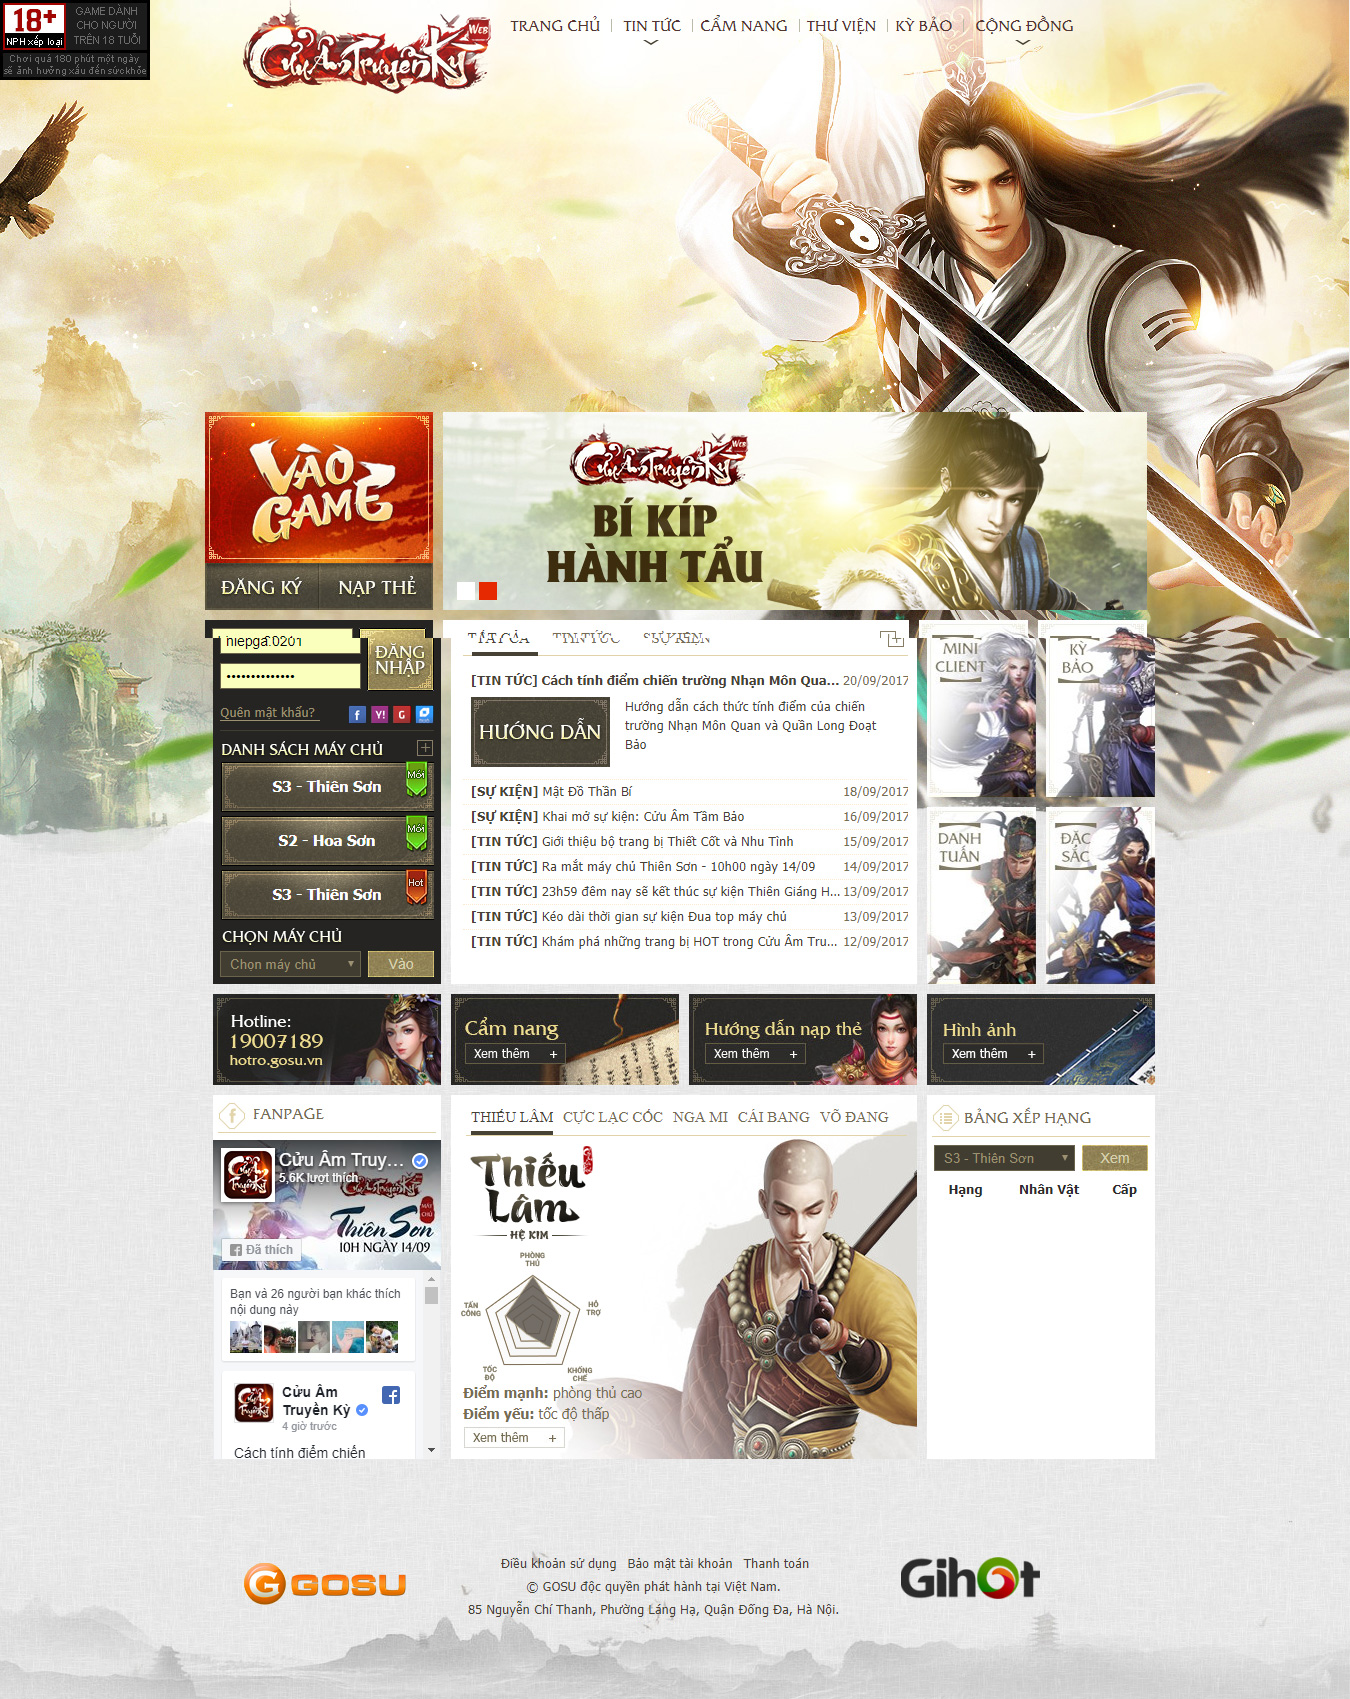 18+
NPH xếp loại
GAME DÀNH
CHO NGƯỜI
TRÊN 18 TUỔI
Chơi quá 180 phút một ngày
sẽ ảnh hưởng xấu đến sức khỏe
Cửu Âm Truyền Kỳ WEB
TRANG CHỦ
TIN TỨC
CẨM NANG
THƯ VIỆN
KỲ BẢO
CỘNG ĐỒNG
VÀO
GAME
ĐĂNG KÝ
NẠP THẺ
Cửu Âm Truyền Kỳ WEB
BÍ KÍP
HÀNH TẨU
ĐĂNG
NHẬP
Quên mật khẩu?
DANH SÁCH MÁY CHỦ
S3 - Thiên Sơn
Mới
S2 - Hoa Sơn
Mới
S3 - Thiên Sơn
Hot
CHỌN MÁY CHỦ
Chọn máy chủ
Vào
TẤT CẢ
TIN TỨC
SỰ KIỆN
[TIN TỨC] Cách tính điểm chiến trường Nhạn Môn Qua... 20/09/2017
HƯỚNG DẪN
Hướng dẫn cách thức tính điểm của chiến
trường Nhạn Môn Quan và Quần Long Đoạt
Bảo
[SỰ KIỆN] Mật Đồ Thần Bí 18/09/2017
[SỰ KIỆN] Khai mở sự kiện: Cửu Âm Tầm Bảo 16/09/2017
[TIN TỨC] Giới thiệu bộ trang bị Thiết Cốt và Nhu Tình 15/09/2017
[TIN TỨC] Ra mắt máy chủ Thiên Sơn - 10h00 ngày 14/09 14/09/2017
[TIN TỨC] 23h59 đêm nay sẽ kết thúc sự kiện Thiên Giáng H... 13/09/2017
[TIN TỨC] Kéo dài thời gian sự kiện Đua top máy chủ 13/09/2017
[TIN TỨC] Khám phá những trang bị HOT trong Cửu Âm Tru... 12/09/2017
MINI
CLIENT
KỲ
BẢO
DANH
TUẤN
ĐẶC
SẮC
Hotline:
19007189
hotro.gosu.vn
Cẩm nang
Xem thêm +
Hướng dẫn nạp thẻ
Xem thêm +
Hình ảnh
Xem thêm +
FANPAGE
Cửu Âm Truy...
5,6K lượt thích
Thiên Sơn
MÁY CHỦ
10H NGÀY 14/09
Đã thích
Bạn và 26 người bạn khác thích
nội dung này
Cửu Âm
Truyền Kỳ
4 giờ trước
Cách tính điểm chiến
THIẾU LÂM
CỰC LẠC CỐC
NGA MI
CÁI BANG
VÕ ĐANG
Thiếu
Lâm
HỆ KIM
PHÒNG
THỦ
TẤN
CÔNG
HỖ
TRỢ
TỐC
ĐỘ
KHỐNG
CHẾ
Điểm mạnh: phòng thủ cao
Điểm yếu: tốc độ thấp
Xem thêm +
BẢNG XẾP HẠNG
S3 - Thiên Sơn
Xem
Hạng Nhân Vật Cấp
GOSU
Điều khoản sử dụng Bảo mật tài khoản Thanh toán
© GOSU độc quyền phát hành tại Việt Nam.
85 Nguyễn Chí Thanh, Phường Láng Hạ, Quận Đống Đa, Hà Nội.
Gihot